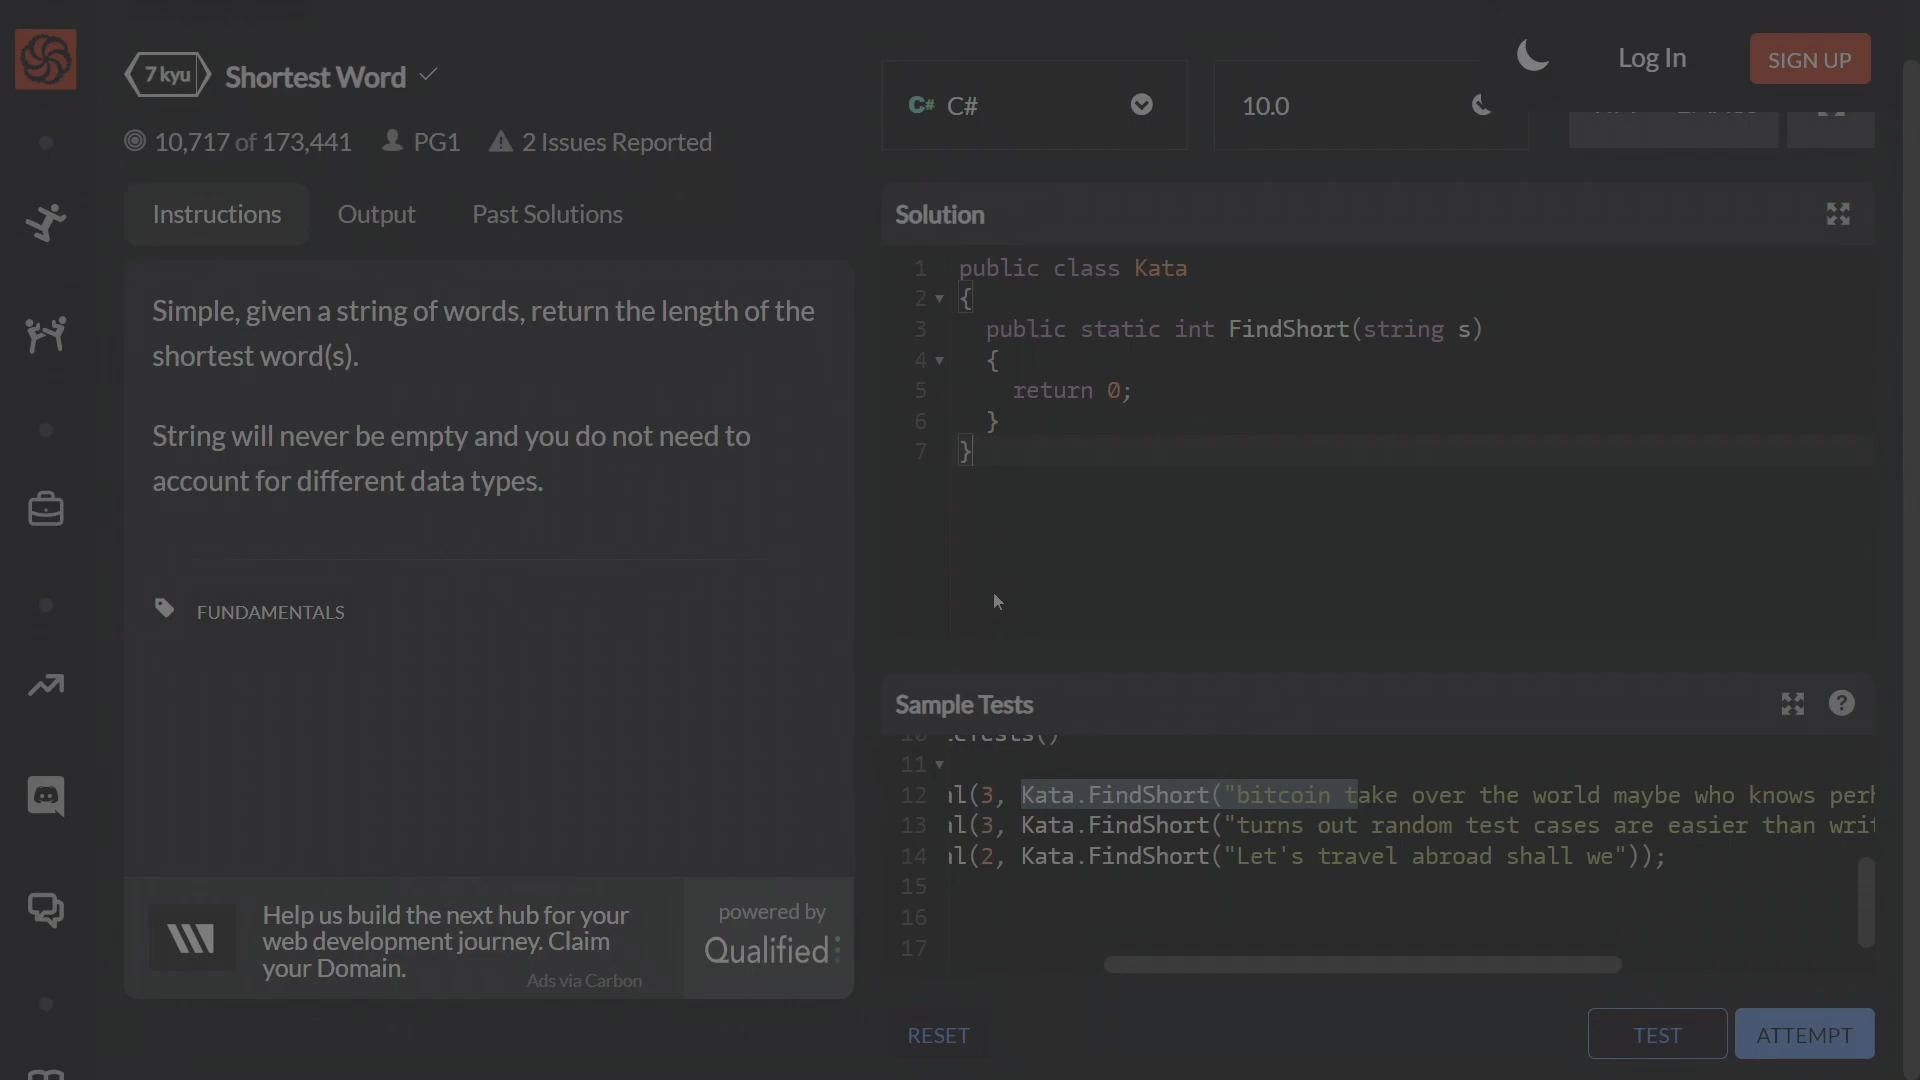 7 kyu
Shortest Word
10,717 of 173,441
PG1
2 Issues Reported
Instructions
Output
Past Solutions
Simple, given a string of words, return the length of the
shortest word(s).
String will never be empty and you do not need to
account for different data types.
FUNDAMENTALS
Help us build the next hub for your
web development journey. Claim
your Domain.
Ads via Carbon
powered by
Qualified
Log In
SIGN UP
C# C#
10.0
Solution
1 public class Kata
2 {
3 public static int FindShort(string s)
4 {
5 return 0;
6 }
7 }
Sample Tests
11
12 al(3, Kata.FindShort("bitcoin take over the world maybe who knows perh
13 al(3, Kata.FindShort("turns out random test cases are easier than writ
14 al(2, Kata.FindShort("Let's travel abroad shall we"));
15
16
17
RESET
TEST
ATTEMPT